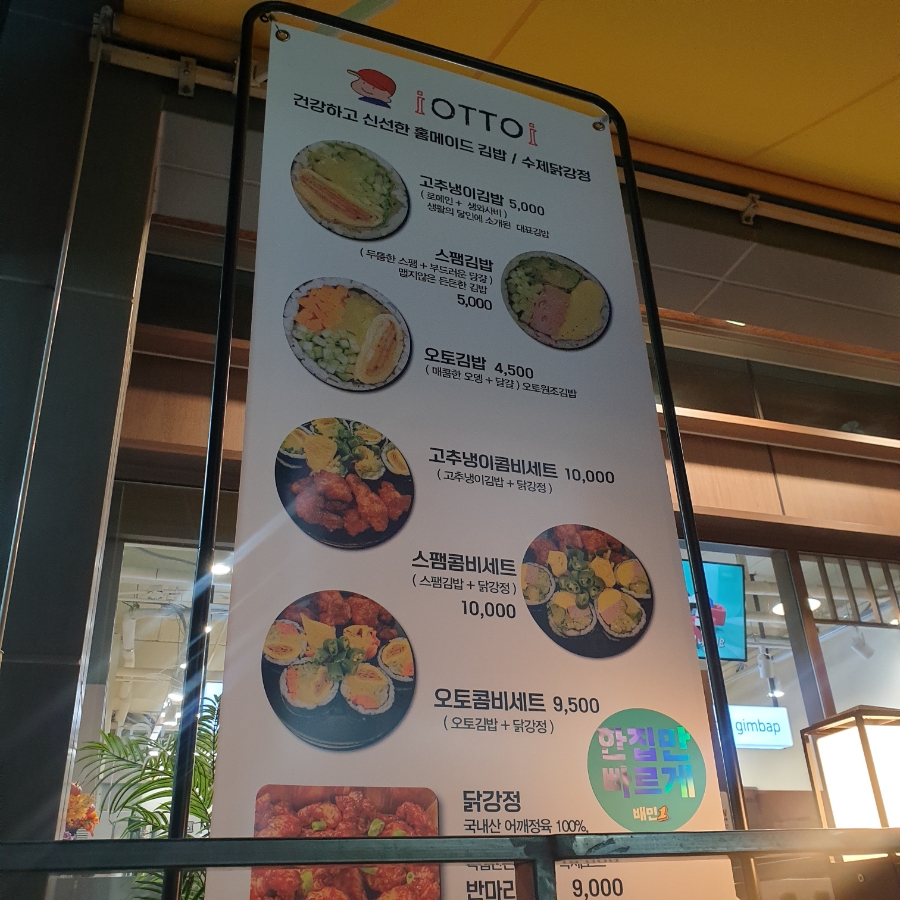 iOTTOi
건강하고 신선한 홈메이드 김밥 / 수제닭강정
고추냉이김밥 5,000
( 로메인 + 생와사비 )
생활의 달인에 소개된 대표김밥
스팸김밥
( 두툼한 스팸 + 부드러운 달걀 )
맵지않은 든든한 김밥
5,000
오토김밥 4,500
( 매콤한 오뎅 + 달걀 ) 오토원조김밥
고추냉이콤비세트 10,000
( 고추냉이김밥 + 닭강정 )
스팸콤비세트
( 스팸김밥 + 닭강정 )
10,000
오토콤비세트 9,500
( 오토김밥 + 닭강정 )
한집만
빠르게
배민1
gimbap
닭강정
국내산 어깨정육 100%,
반마리
9,000